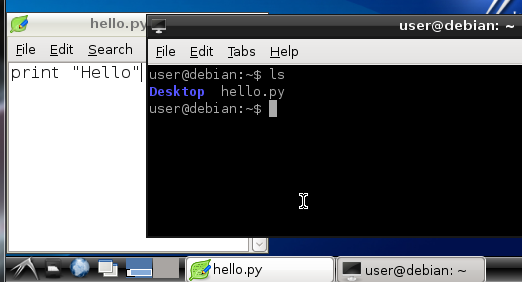 hello.py
File Edit Search
print "Hello"
user@debian: ~
File Edit Tabs Help
user@debian:~$ ls
Desktop hello.py
user@debian:~$
hello.py
user@debian: ~